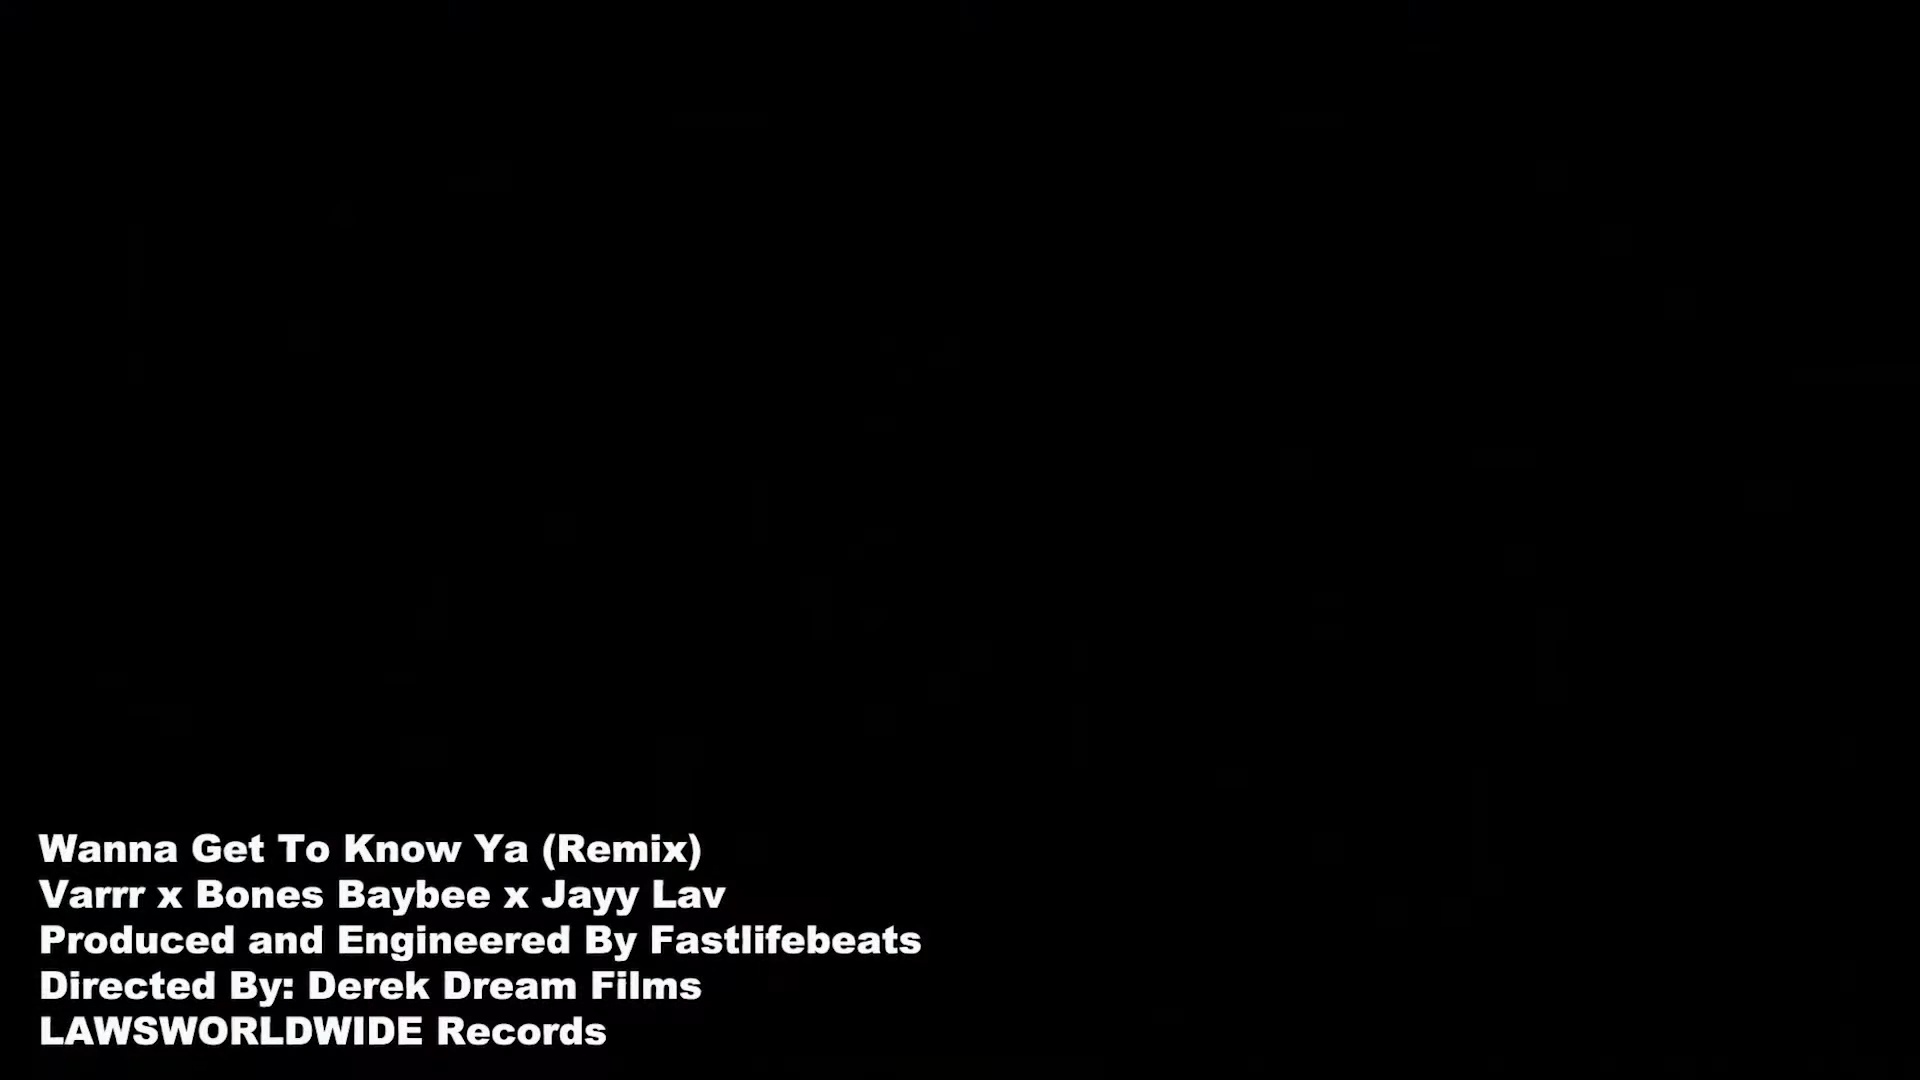 Wanna Get To Know Ya (Remix)
Varrr x Bones Baybee x Jayy Lav
Produced and Engineered By Fastlifebeats
Directed By: Derek Dream Films
LAWSWORLDWIDE Records